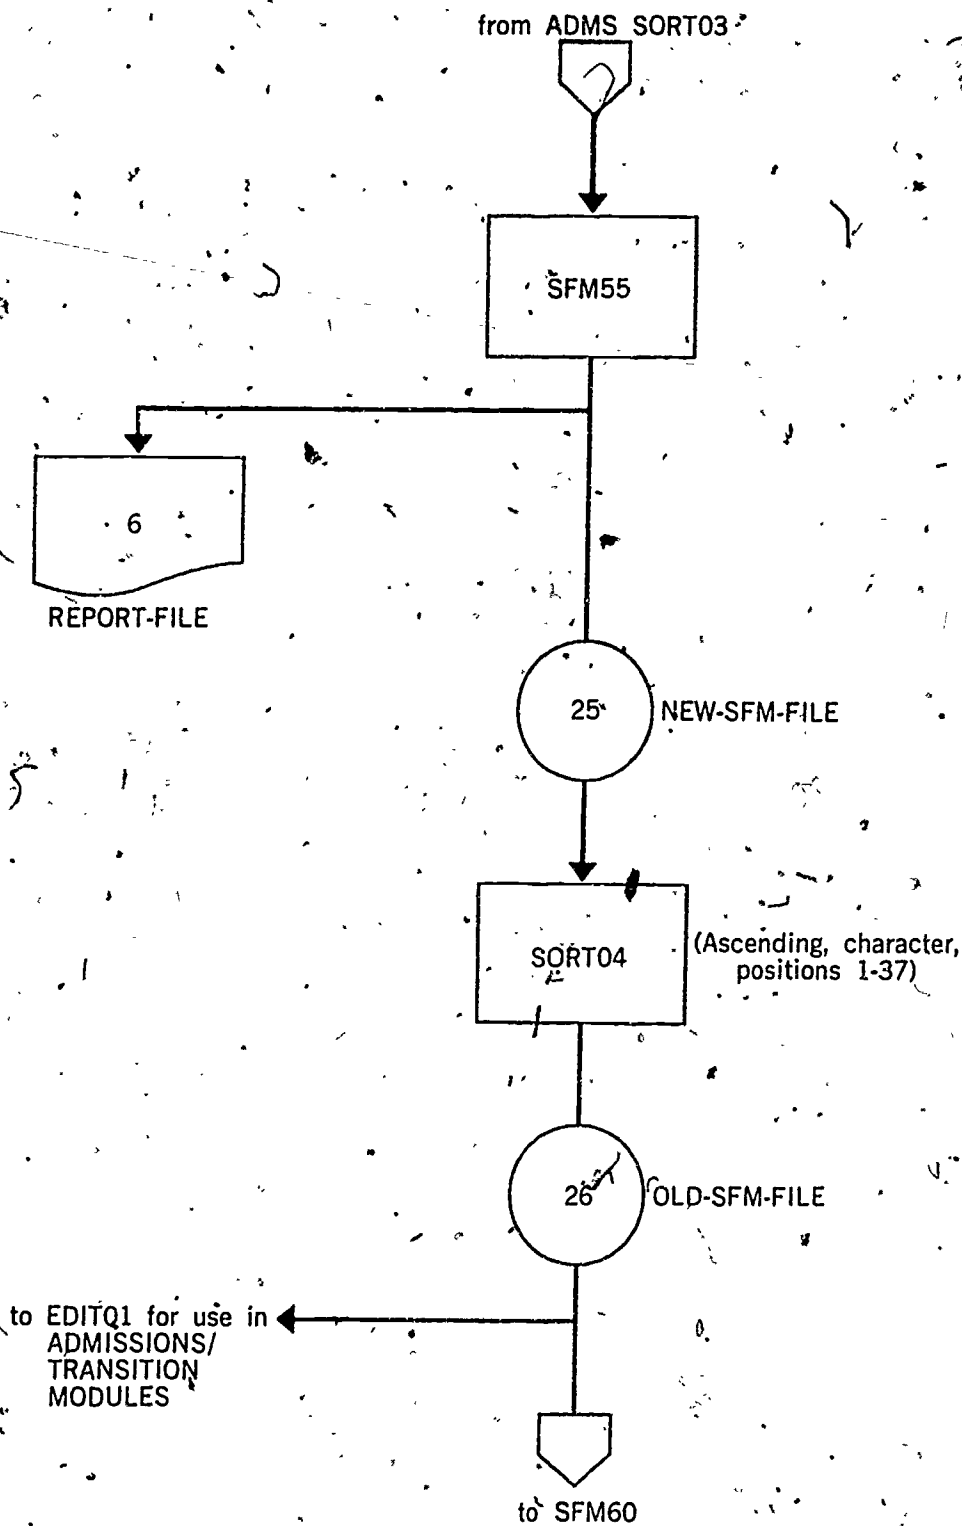 from ADMS SORT03
SFM55
6
REPORT-FILE
25
NEW-SFM-FILE
SORT04
(Ascending, character,
positions 1-37)
26
OLD-SFM-FILE
to EDITQ1 for use in
ADMISSIONS/
TRANSITION
MODULES
to SFM60